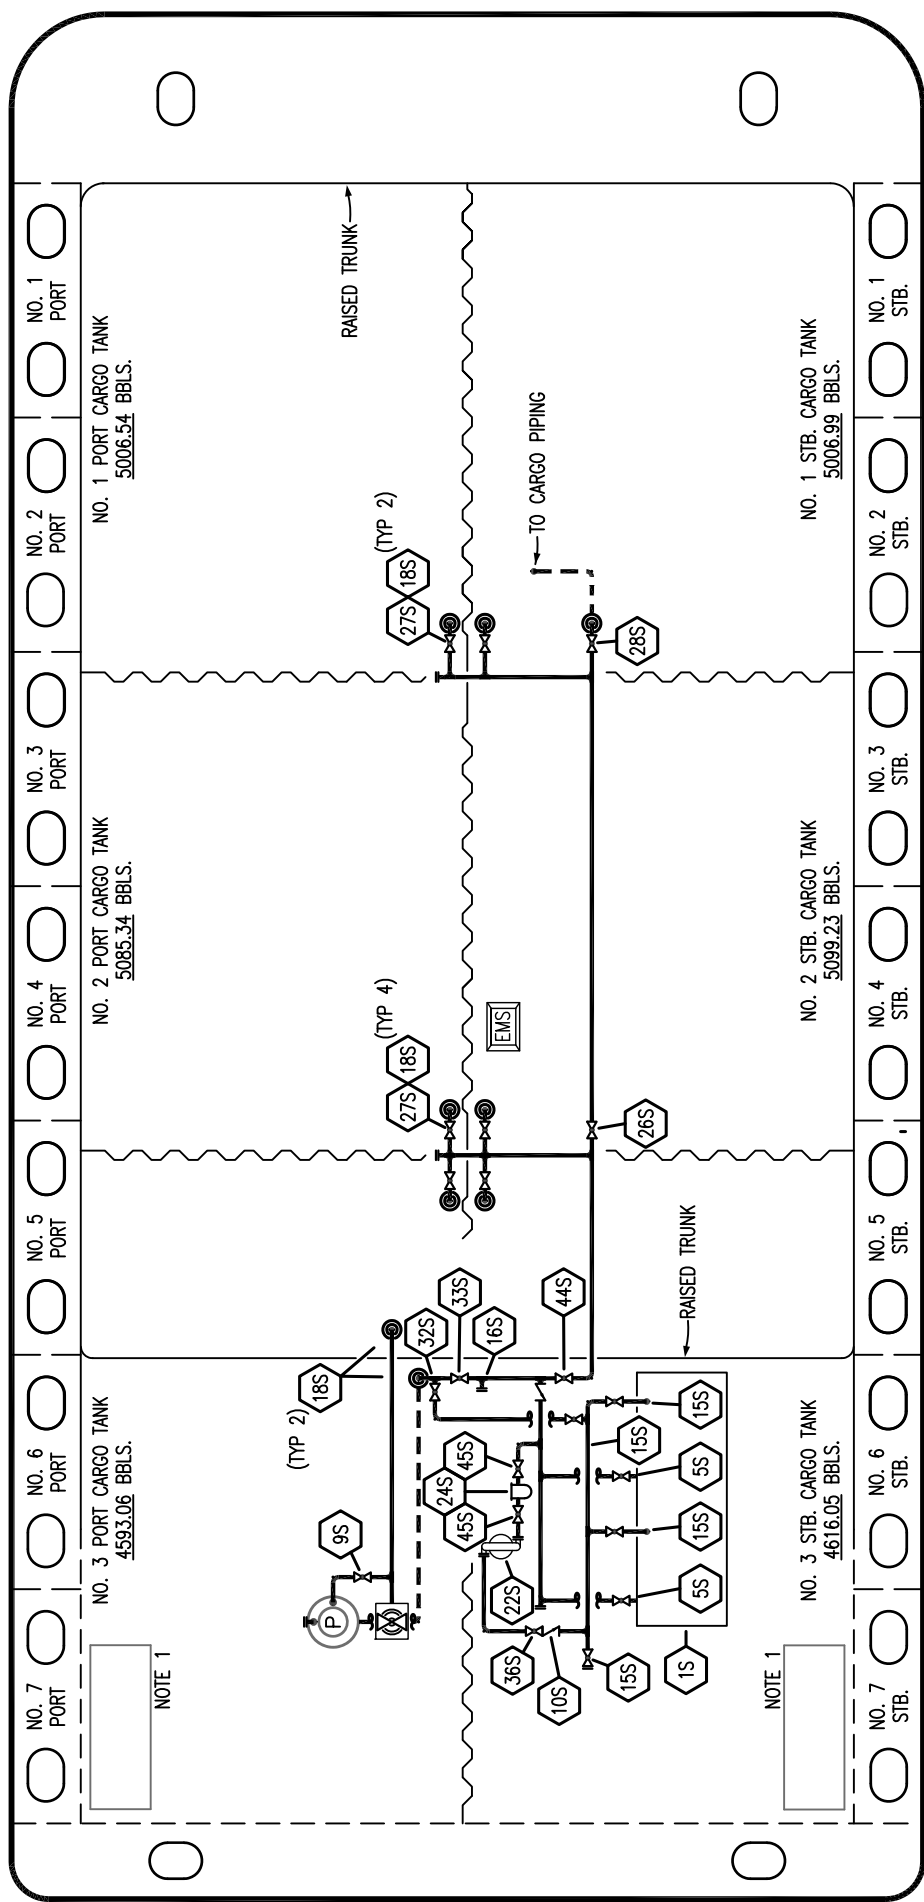 NO. 1
PORT
NO. 2
PORT
NO. 3
PORT
NO. 4
PORT
NO. 5
PORT
NO. 6
PORT
NO. 7
PORT
NO. 1 PORT CARGO TANK
5006.54 BBLS.
NO. 2 PORT CARGO TANK
5085.34 BBLS.
NO. 3 PORT CARGO TANK
4593.06 BBLS.
NOTE 1
RAISED TRUNK
(TYP 2)
27S
18S
(TYP 4)
27S
18S
EMS
TO CARGO PIPING
28S
26S
18S
(TYP 2)
9S
P
32S
33S
16S
44S
45S
24S
45S
22S
36S
10S
15S
15S
15S
5S
15S
5S
1S
RAISED TRUNK
NO. 1 STB. CARGO TANK
5006.99 BBLS.
NO. 2 STB. CARGO TANK
5099.23 BBLS.
NO. 3 STB. CARGO TANK
4616.05 BBLS.
NOTE 1
NO. 1
STB.
NO. 2
STB.
NO. 3
STB.
NO. 4
STB.
NO. 5
STB.
NO. 6
STB.
NO. 7
STB.